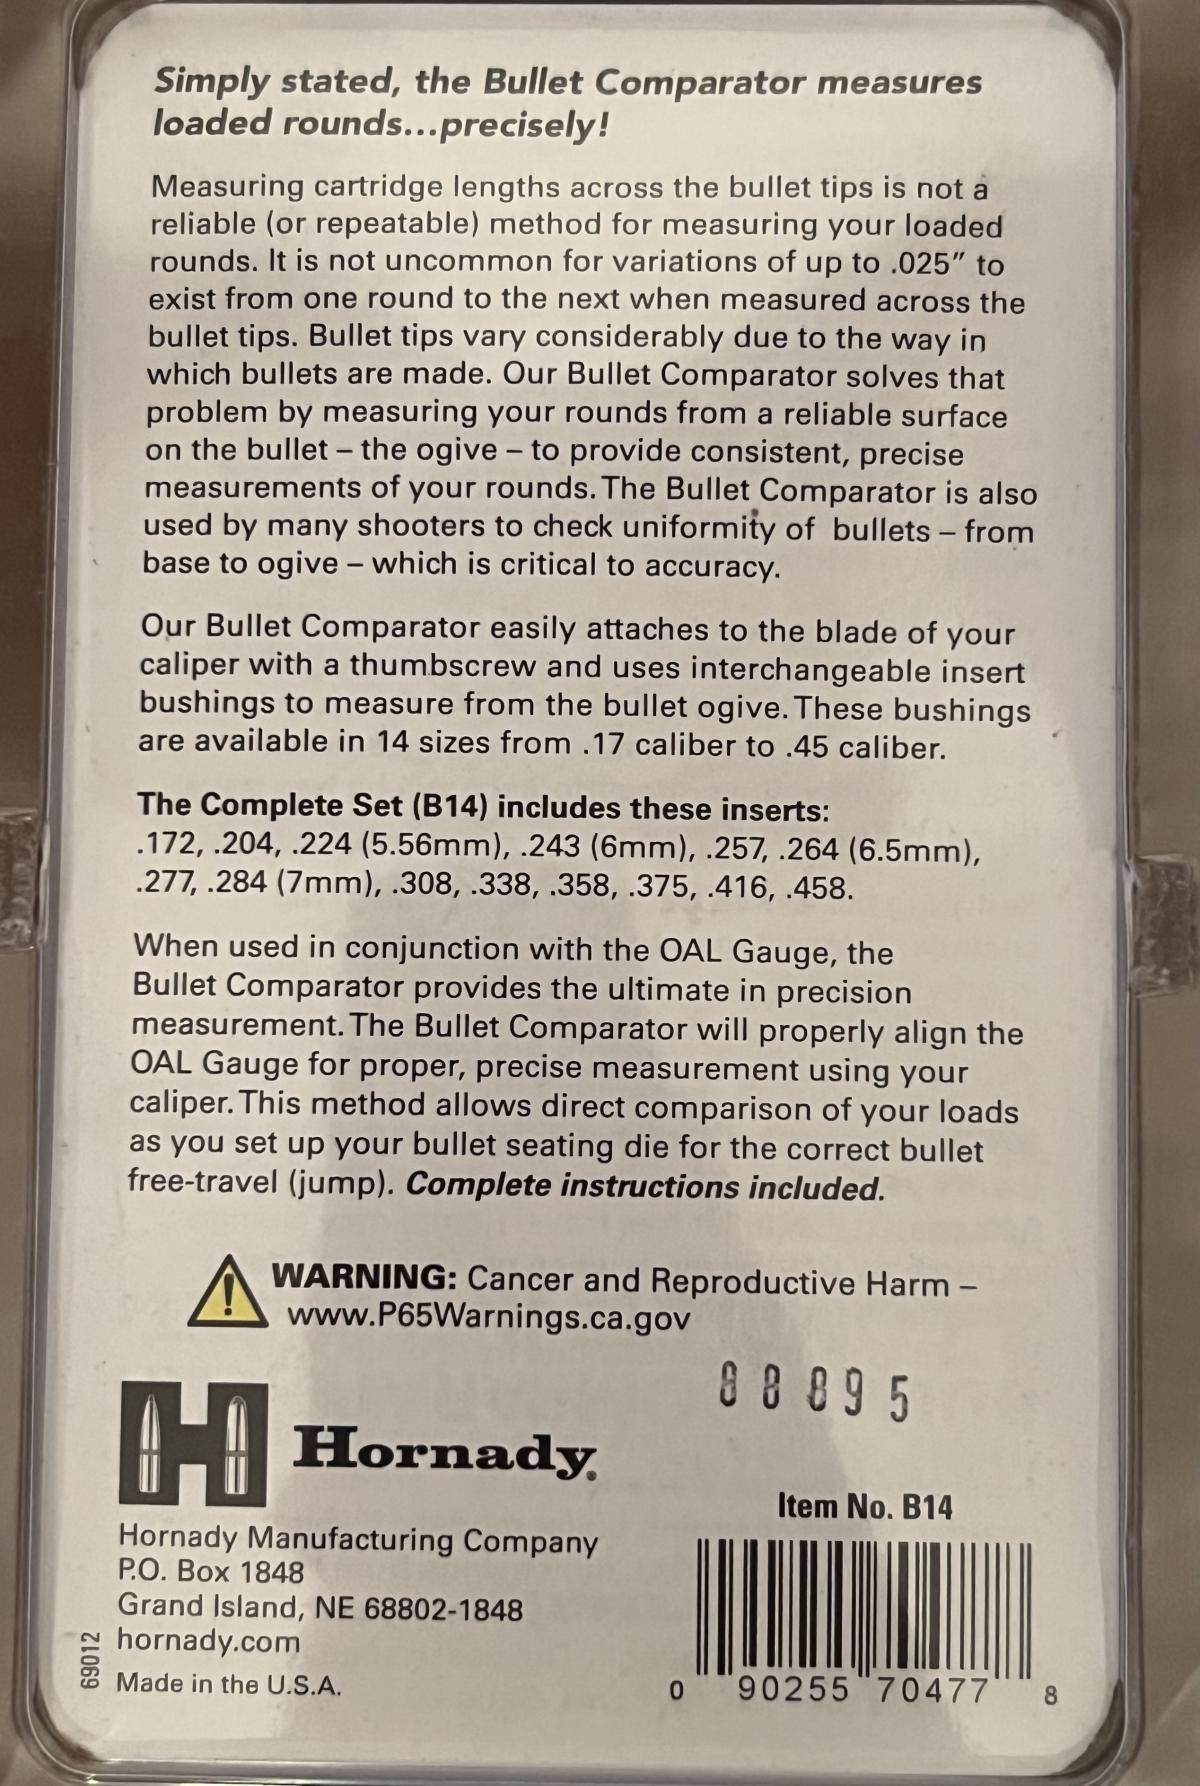 Simply stated, the Bullet Comparator measures
loaded rounds...precisely!
Measuring cartridge lengths across the bullet tips is not a
reliable (or repeatable) method for measuring your loaded
rounds. It is not uncommon for variations of up to .025” to
exist from one round to the next when measured across the
bullet tips. Bullet tips vary considerably due to the way in
which bullets are made. Our Bullet Comparator solves that
problem by measuring your rounds from a reliable surface
on the bullet – the ogive – to provide consistent, precise
measurements of your rounds. The Bullet Comparator is also
used by many shooters to check uniformity of bullets – from
base to ogive – which is critical to accuracy.
Our Bullet Comparator easily attaches to the blade of your
caliper with a thumbscrew and uses interchangeable insert
bushings to measure from the bullet ogive. These bushings
are available in 14 sizes from .17 caliber to .45 caliber.
The Complete Set (B14) includes these inserts:
.172, .204, .224 (5.56mm), .243 (6mm), .257, .264 (6.5mm),
.277, .284 (7mm), .308, .338, .358, .375, .416, .458.
When used in conjunction with the OAL Gauge, the
Bullet Comparator provides the ultimate in precision
measurement. The Bullet Comparator will properly align the
OAL Gauge for proper, precise measurement using your
caliper. This method allows direct comparison of your loads
as you set up your bullet seating die for the correct bullet
free-travel (jump). Complete instructions included.
WARNING: Cancer and Reproductive Harm –
www.P65Warnings.ca.gov
88895
H Hornady®
Item No. B14
Hornady Manufacturing Company
P.O. Box 1848
Grand Island, NE 68802-1848
hornady.com
Made in the U.S.A.
69012
0 90255 70477 8